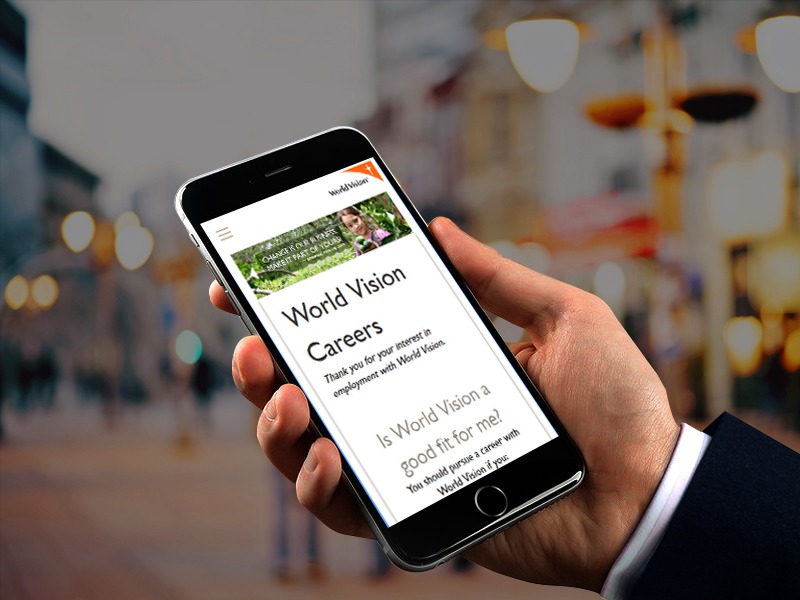 World Vision
CHANGE IS OUR BUSINESS.
MAKE IT PART OF YOURS.
World Vision
Careers
Thank you for your interest in
employment with World Vision.
Is World Vision a
good fit for me?
You should pursue a career with
World Vision if you: